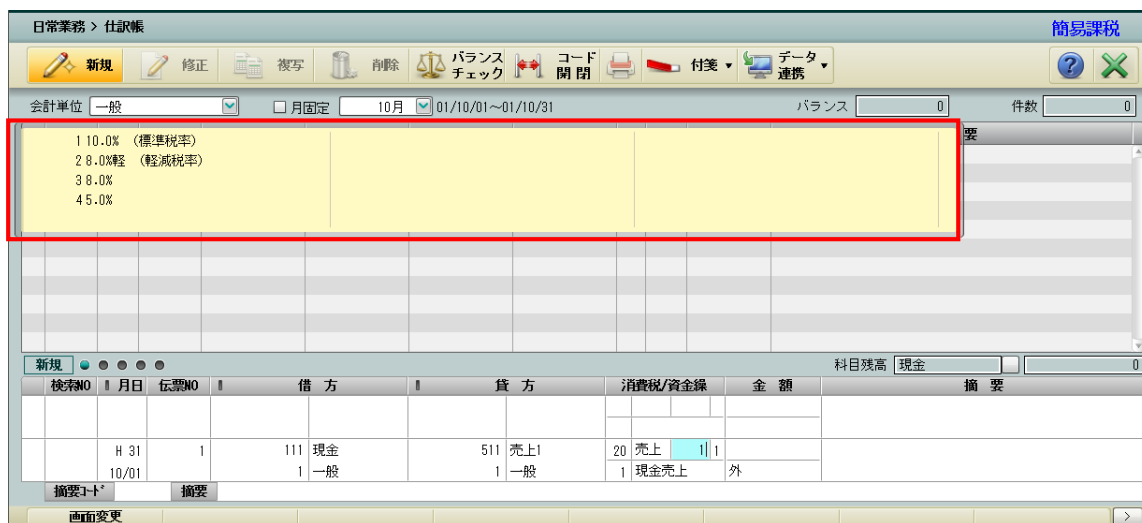 日常業務 > 仕訳帳 簡易課税
新規 修正 複写 削除 バランスチェック コード開閉 付箋 データ連携
会計単位 一般 月固定 10月 01/10/01～01/10/31 バランス 0 件数 0
要
1 10.0% (標準税率)
2 8.0%軽 (軽減税率)
3 8.0%
4 5.0%
新規 科目残高 現金 0
検索NO 月日 伝票NO 借 方 貸 方 消費税/資金繰 金 額 摘 要
H 31 1 111 現金 511 売上1 20 売上 1 1
10/01 1 一般 1 一般 1 現金売上 外
摘要コード 摘要
画面変更